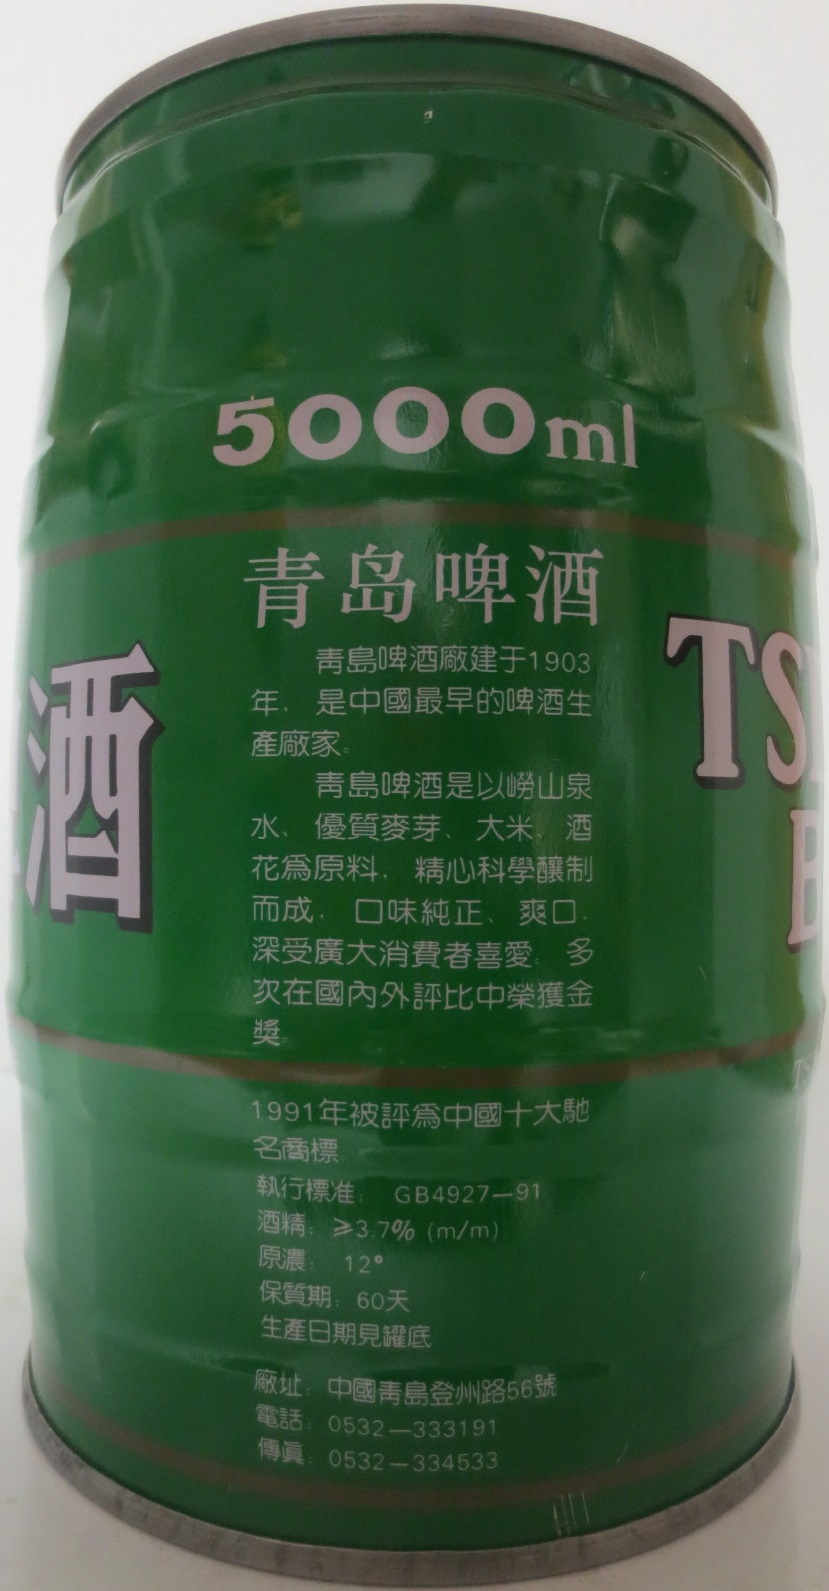 5000ml
青岛啤酒
靑島啤酒廠建于1903
年，是中國最早的啤酒生
產廠家。
靑島啤酒是以嶗山泉
水、優質麥芽、大米、酒
花爲原料，精心科學釀制
而成，口味純正、爽口、
深受廣大消費者喜愛。多
次在國內外評比中榮獲金
獎。
1991年被評爲中國十大馳
名商標
執行標准： GB4927—91
酒精：≥3.7% (m/m)
原濃： 12°
保質期：60天
生產日期見罐底
廠址：中國靑島登州路56號
電話：0532—333191
傳眞：0532—334533
酒
TS
B